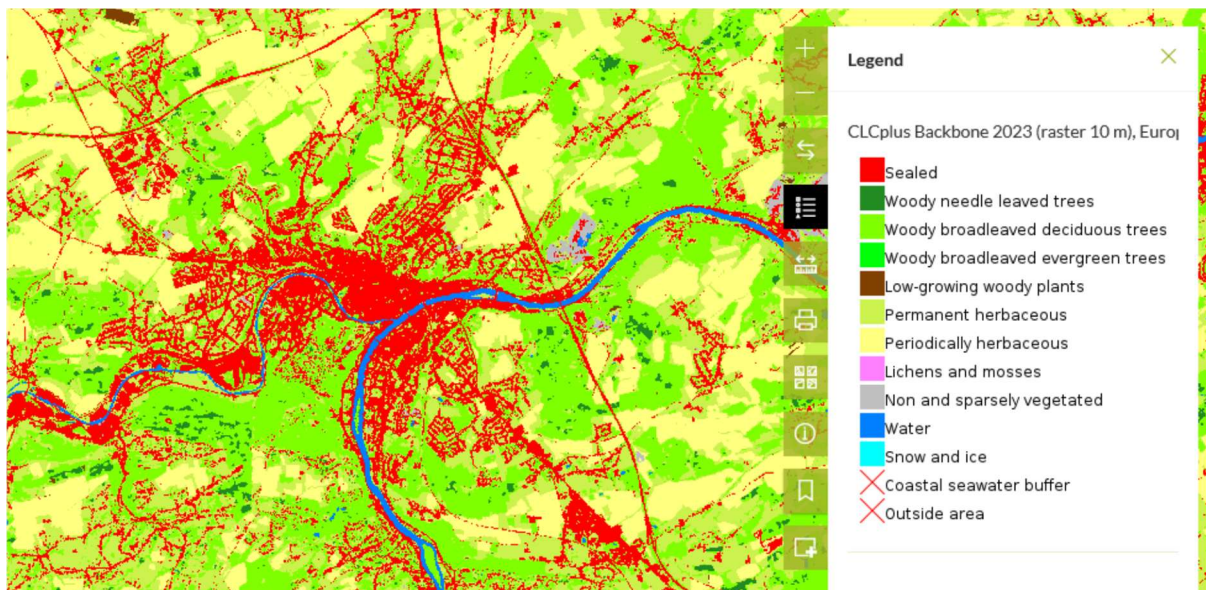 Legend
CLCplus Backbone 2023 (raster 10 m), Euro
Sealed
Woody needle leaved trees
Woody broadleaved deciduous trees
Woody broadleaved evergreen trees
Low-growing woody plants
Permanent herbaceous
Periodically herbaceous
Lichens and mosses
Non and sparsely vegetated
Water
Snow and ice
Coastal seawater buffer
Outside area